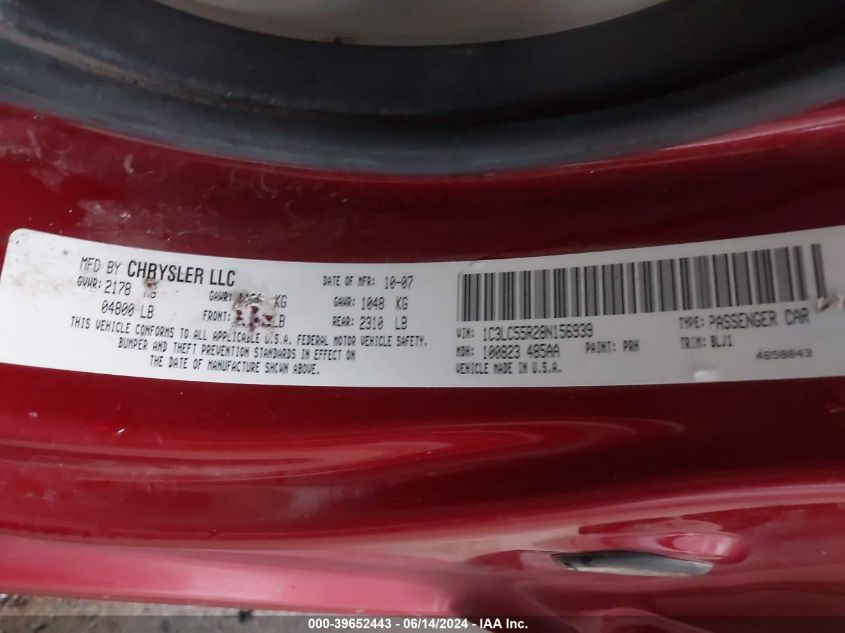 MFD BY CHRYSLER LLC DATE OF MFR: 10-07
GVWR: 2178 KG GAWR: KG GAWR: 1048 KG
04800 LB FRONT: LB REAR: 2310 LB
THIS VEHICLE CONFORMS TO ALL APPLICABLE U.S.A. FEDERAL MOTOR VEHICLE SAFETY,
BUMPER AND THEFT PREVENTION STANDARDS IN EFFECT ON
THE DATE OF MANUFACTURE SHOWN ABOVE.
VIN: 1C3LC55R28N156939 TYPE: PASSENGER CAR
MDH: 100823 485AA PAINT: PRH TRIM: BLJ1
VEHICLE MADE IN U.S.A. 4658843
000-39652443 - 06/14/2024 - IAA Inc.